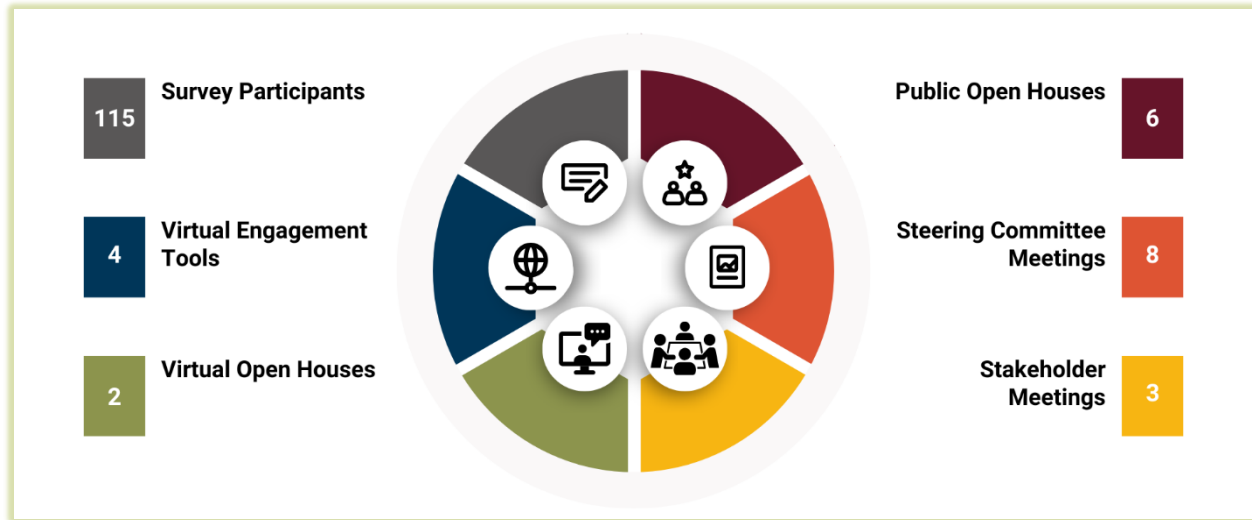 115
Survey Participants
4
Virtual Engagement
Tools
2
Virtual Open Houses
Public Open Houses
6
Steering Committee
Meetings
8
Stakeholder
Meetings
3